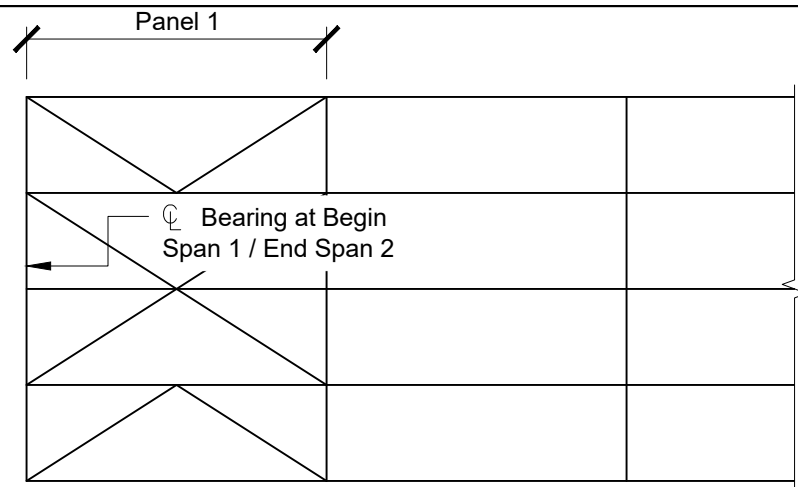 Panel 1
℄ Bearing at Begin
Span 1 / End Span 2